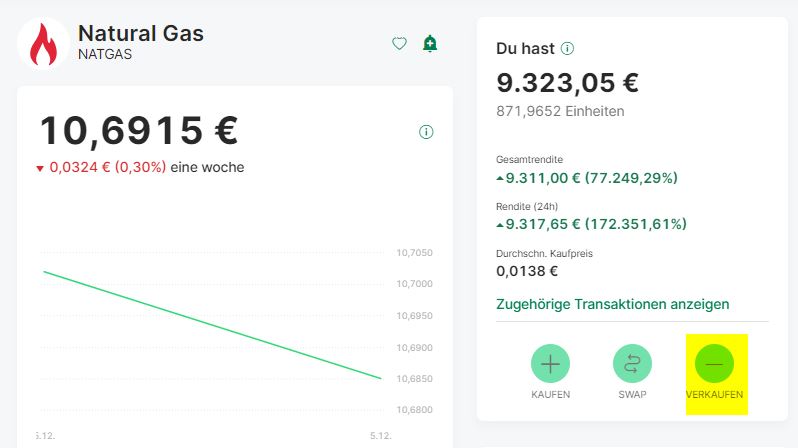 Natural Gas
NATGAS
10,6915 €
0,0324 € (0,30%) eine woche
10,7050
10,7000
10,6950
10,6900
10,6850
10,6800
5.12.
5.12.
Du hast
9.323,05 €
871,9652 Einheiten
Gesamtrendite
9.311,00 € (77.249,29%)
Rendite (24h)
9.317,65 € (172.351,61%)
Durchschn. Kaufpreis
0,0138 €
Zugehörige Transaktionen anzeigen
KAUFEN
SWAP
VERKAUFEN